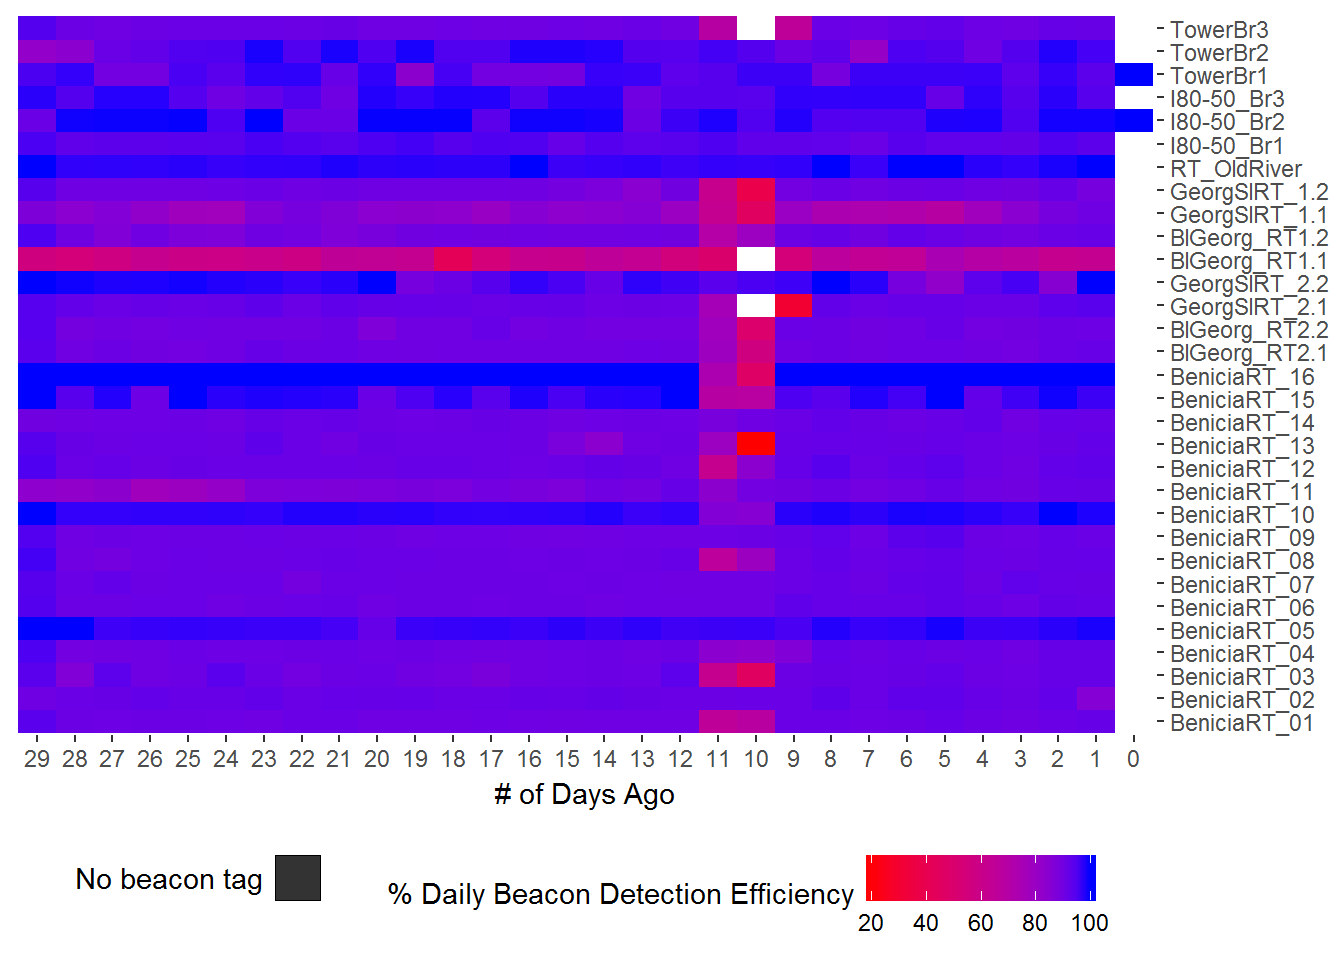 TowerBr3
TowerBr2
TowerBr1
I80-50_Br3
I80-50_Br2
I80-50_Br1
RT_OldRiver
GeorgSlRT_1.2
GeorgSlRT_1.1
BlGeorg_RT1.2
BlGeorg_RT1.1
GeorgSlRT_2.2
GeorgSlRT_2.1
BlGeorg_RT2.2
BlGeorg_RT2.1
BeniciaRT_16
BeniciaRT_15
BeniciaRT_14
BeniciaRT_13
BeniciaRT_12
BeniciaRT_11
BeniciaRT_10
BeniciaRT_09
BeniciaRT_08
BeniciaRT_07
BeniciaRT_06
BeniciaRT_05
BeniciaRT_04
BeniciaRT_03
BeniciaRT_02
BeniciaRT_01
29 28 27 26 25 24 23 22 21 20 19 18 17 16 15 14 13 12 11 10 9 8 7 6 5 4 3 2 1 0
# of Days Ago
No beacon tag
% Daily Beacon Detection Efficiency
20 40 60 80 100